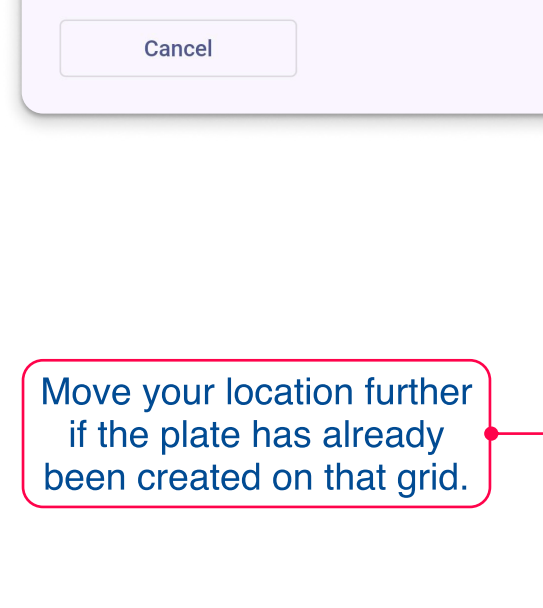 Cancel
Move your location further
if the plate has already
been created on that grid.